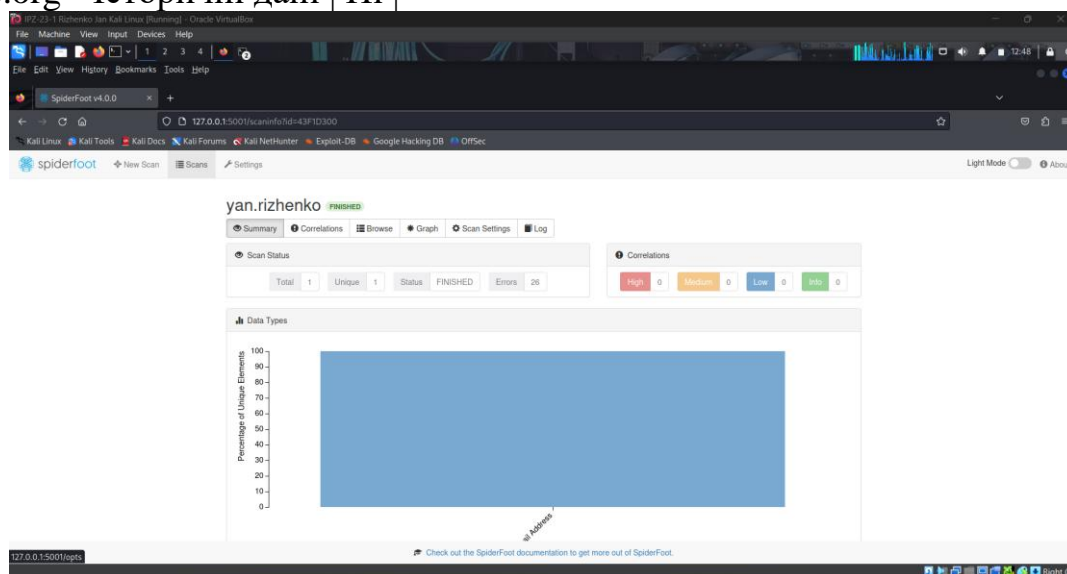 .org - Історичні дані | Ні |
IPZ-23-1 Rizhenko Jan Kali Linux [Running] - Oracle VirtualBox
File Machine View Input Devices Help
1 2 3 4
12:48
File Edit View History Bookmarks Tools Help
SpiderFoot v4.0.0
127.0.0.1:5001/scaninfo?id=43F1D300
Kali Linux Kali Tools Kali Docs Kali Forums Kali NetHunter Exploit-DB Google Hacking DB OffSec
spiderfoot New Scan Scans Settings Light Mode Abou
yan.rizhenko FINISHED
Summary Correlations Browse Graph Scan Settings Log
Scan Status
Total 1 Unique 1 Status FINISHED Errors 26
Correlations
High 0 Medium 0 Low 0 Info 0
Data Types
Percentage of Unique Elements
100
90
80
70
60
50
40
30
20
10
0
il Address
Check out the SpiderFoot documentation to get more out of SpiderFoot.
127.0.0.1:5001/opts
Right